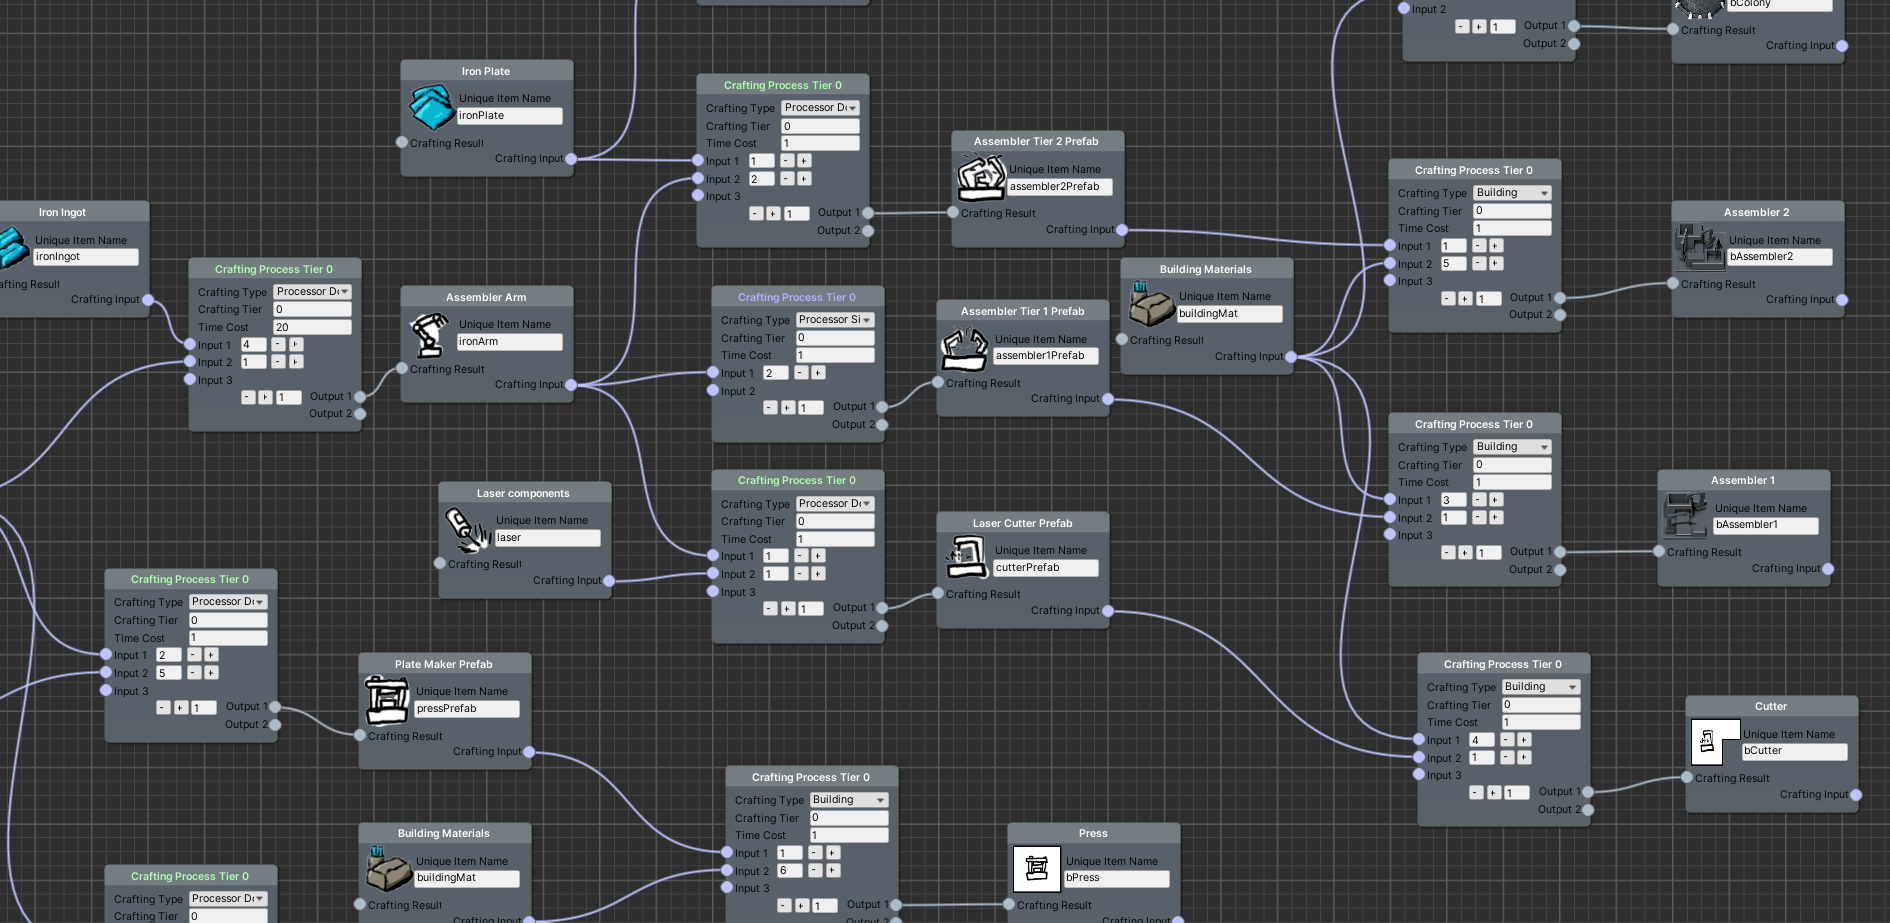 Iron Plate
Unique Item Name
ironPlate
Crafting Result
Crafting Input
Crafting Process Tier 0
Crafting Type Processor D
Crafting Tier 0
Time Cost 1
Input 1 1 - +
Input 2 2 - +
Input 3
- + 1 Output 1
Output 2
Assembler Tier 2 Prefab
Unique Item Name
assembler2Prefab
Crafting Result
Crafting Input
Input 2
- + 1 Output 1
Output 2
bColony
Crafting Result
Crafting Input
Crafting Process Tier 0
Crafting Type Building
Crafting Tier 0
Time Cost 1
Input 1 1 - +
Input 2 5 - +
Input 3
- + 1 Output 1
Output 2
Assembler 2
Unique Item Name
bAssembler2
Crafting Result
Crafting Input
Iron Ingot
Unique Item Name
ironIngot
afting Result
Crafting Input
Crafting Process Tier 0
Crafting Type Processor D
Crafting Tier 0
Time Cost 20
Input 1 4 - +
Input 2 1 - +
Input 3
- + 1 Output 1
Output 2
Assembler Arm
Unique Item Name
ironArm
Crafting Result
Crafting Input
Crafting Process Tier 0
Crafting Type Processor Si
Crafting Tier 0
Time Cost 1
Input 1 2 - +
Input 2
- + 1 Output 1
Output 2
Assembler Tier 1 Prefab
Unique Item Name
assembler1Prefab
Crafting Result
Crafting Input
Building Materials
Unique Item Name
buildingMat
Crafting Result
Crafting Input
Crafting Process Tier 0
Crafting Type Building
Crafting Tier 0
Time Cost 1
Input 1 3 - +
Input 2 1 - +
Input 3
- + 1 Output 1
Output 2
Assembler 1
Unique Item Name
bAssembler1
Crafting Result
Crafting Input
Laser components
Unique Item Name
laser
Crafting Result
Crafting Input
Crafting Process Tier 0
Crafting Type Processor D
Crafting Tier 0
Time Cost 1
Input 1 1 - +
Input 2 1 - +
Input 3
- + 1 Output 1
Output 2
Laser Cutter Prefab
Unique Item Name
cutterPrefab
Crafting Result
Crafting Input
Crafting Process Tier 0
Crafting Type Processor D
Crafting Tier 0
Time Cost 1
Input 1 2 - +
Input 2 5 - +
Input 3
- + 1 Output 1
Output 2
Plate Maker Prefab
Unique Item Name
pressPrefab
Crafting Result
Crafting Input
Crafting Process Tier 0
Crafting Type Building
Crafting Tier 0
Time Cost 1
Input 1 4 - +
Input 2 1 - +
Input 3
- + 1 Output 1
Output 2
Cutter
Unique Item Name
bCutter
Crafting Result
Crafting Input
Crafting Process Tier 0
Crafting Type Building
Crafting Tier 0
Time Cost 1
Input 1 1 - +
Input 2 6 - +
Input 3
- + 1 Output 1
Output 2
Building Materials
Unique Item Name
buildingMat
Crafting Result
Crafting Input
Press
Unique Item Name
bPress
Crafting Result
Crafting Input
Crafting Process Tier 0
Crafting Type Processor D
Crafting Tier 0